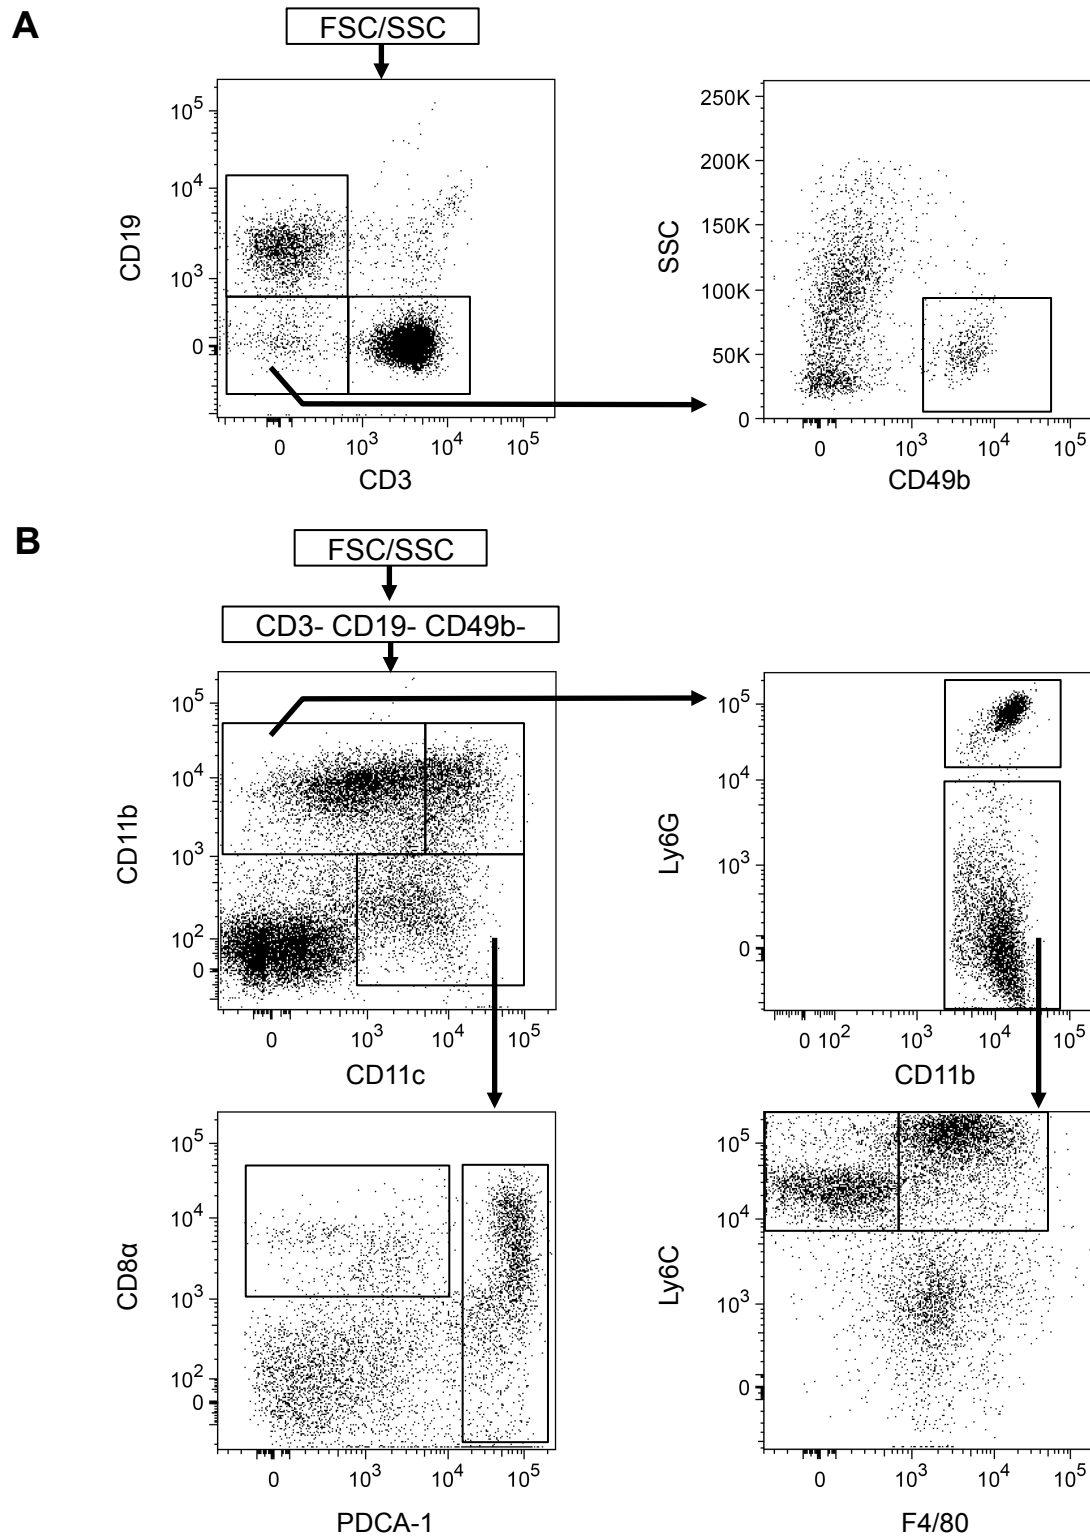 A
FSC/SSC
10^5
10^4
10^3
0
CD19
0
10^3
10^4
10^5
CD3
250K
200K
150K
100K
50K
0
SSC
0
10^3
10^4
10^5
CD49b
B
FSC/SSC
CD3- CD19- CD49b-
10^5
10^4
10^3
10^2
0
CD11b
0
10^3
10^4
10^5
CD11c
10^5
10^4
10^3
0
Ly6G
0 10^2
10^3
10^4
10^5
CD11b
10^5
10^4
10^3
10^2
0
CD8α
0
10^3
10^4
10^5
PDCA-1
10^5
10^4
10^3
0
Ly6C
0
10^3
10^4
10^5
F4/80